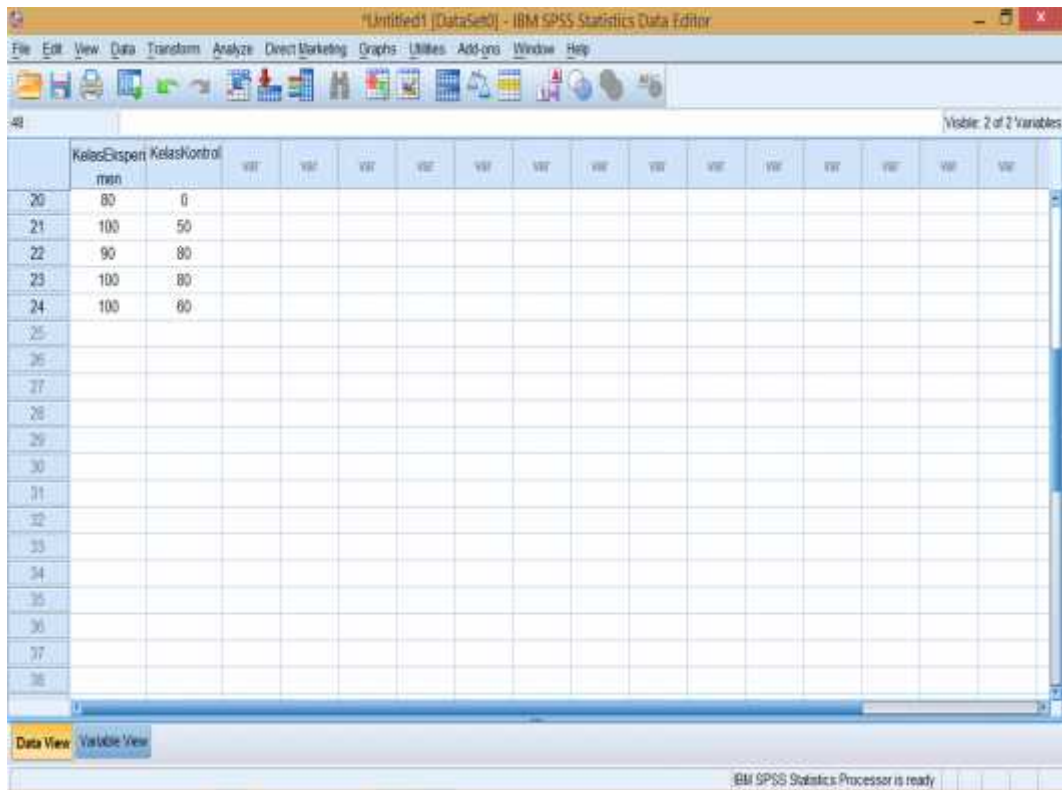 *Untitled1 [DataSet0] - IBM SPSS Statistics Data Editor
File Edit View Data Transform Analyze Direct Marketing Graphs Utilities Add-ons Window Help
48 Visible: 2 of 2 Variables
KelasEksperimen KelasKontrol var var var var var var var var var var var var
20 80 0
21 100 50
22 90 80
23 100 80
24 100 60
25
26
27
28
29
30
31
32
33
34
35
36
37
38
Data View Variable View
IBM SPSS Statistics Processor is ready